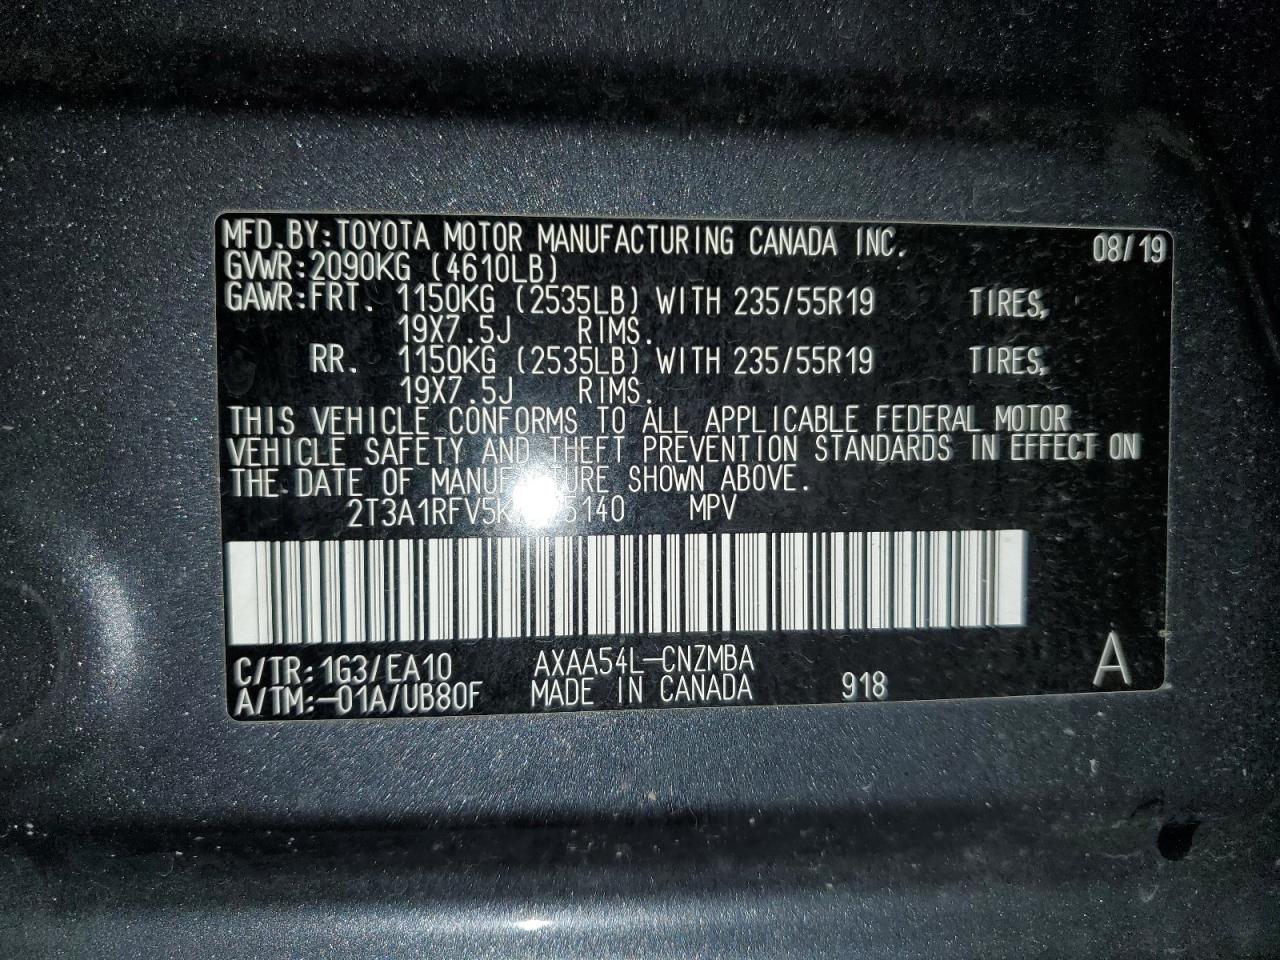 MFD.BY:TOYOTA MOTOR MANUFACTURING CANADA INC. 08/19
GVWR:2090KG (4610LB)
GAWR:FRT. 1150KG (2535LB) WITH 235/55R19 TIRES,
19X7.5J RIMS.
RR. 1150KG (2535LB) WITH 235/55R19 TIRES,
19X7.5J RIMS.
THIS VEHICLE CONFORMS TO ALL APPLICABLE FEDERAL MOTOR
VEHICLE SAFETY AND THEFT PREVENTION STANDARDS IN EFFECT ON
THE DATE OF MANUFACTURE SHOWN ABOVE.
MPV
C/TR:1G3/EA10 AXAA54L-CNZMBA
A/TM:-01A/UB80F MADE IN CANADA 918 A